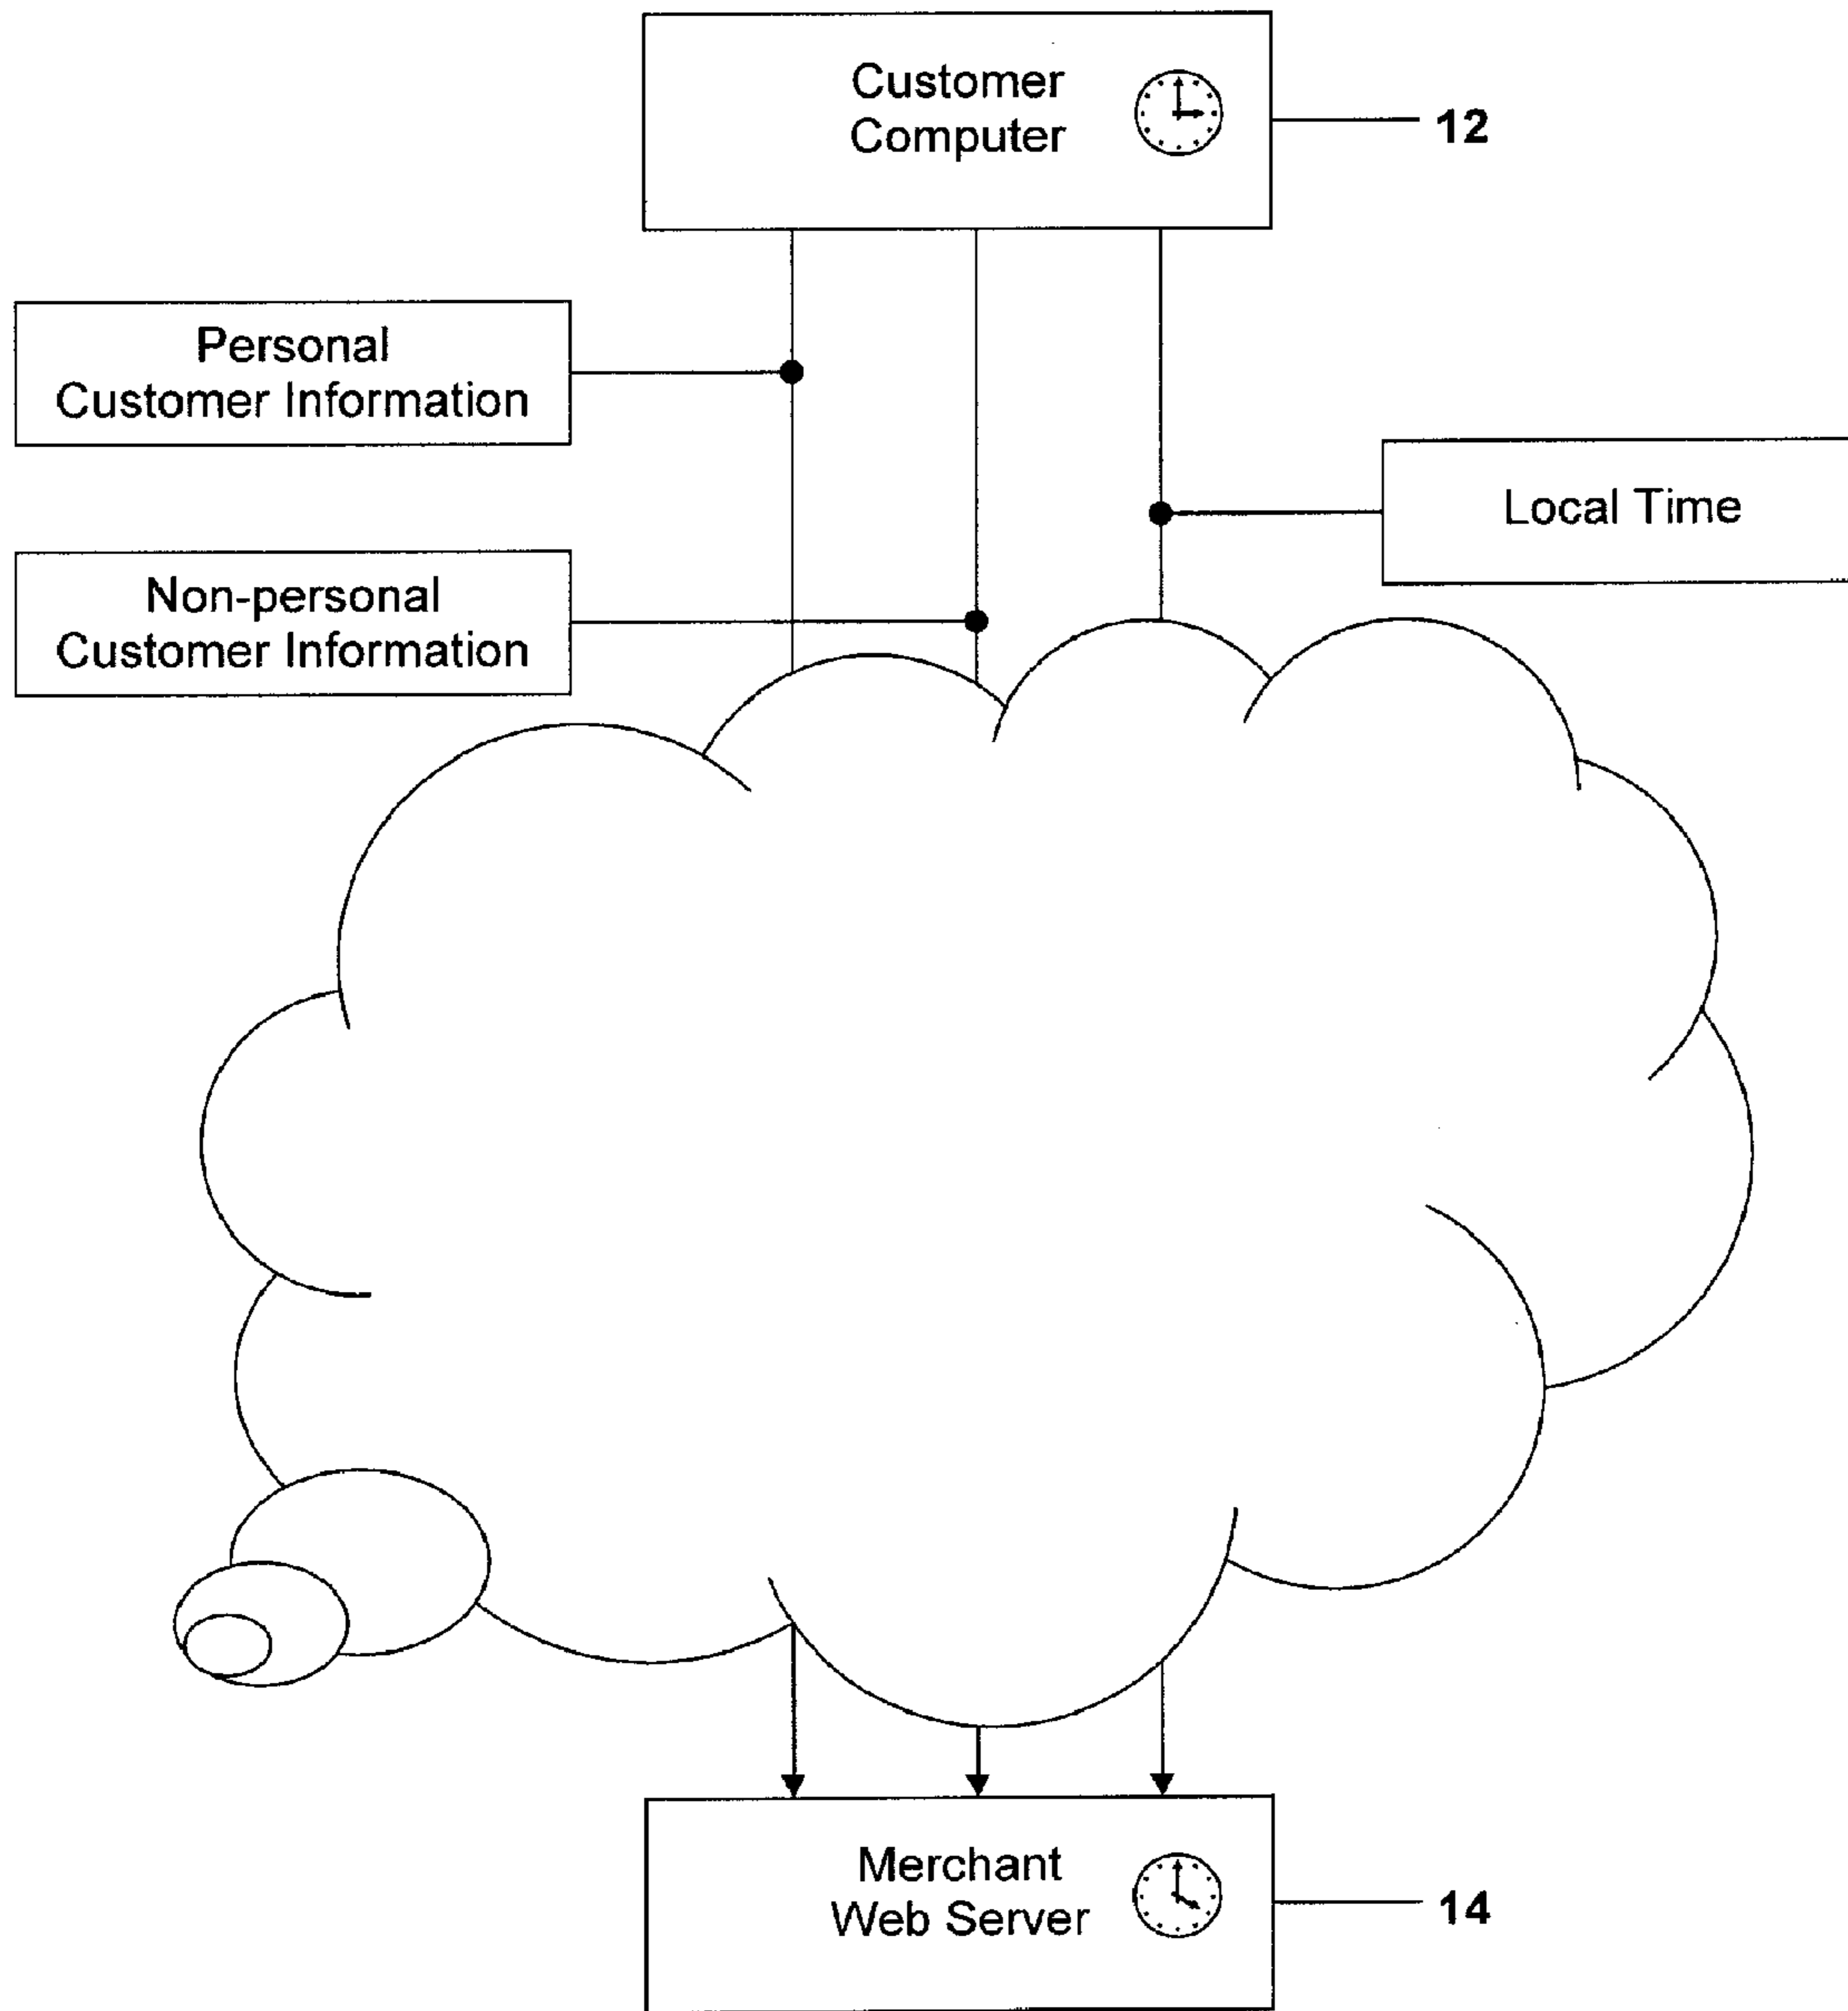 Customer
Computer
12
Personal
Customer Information
Local Time
Non-personal
Customer Information
Merchant
Web Server
14